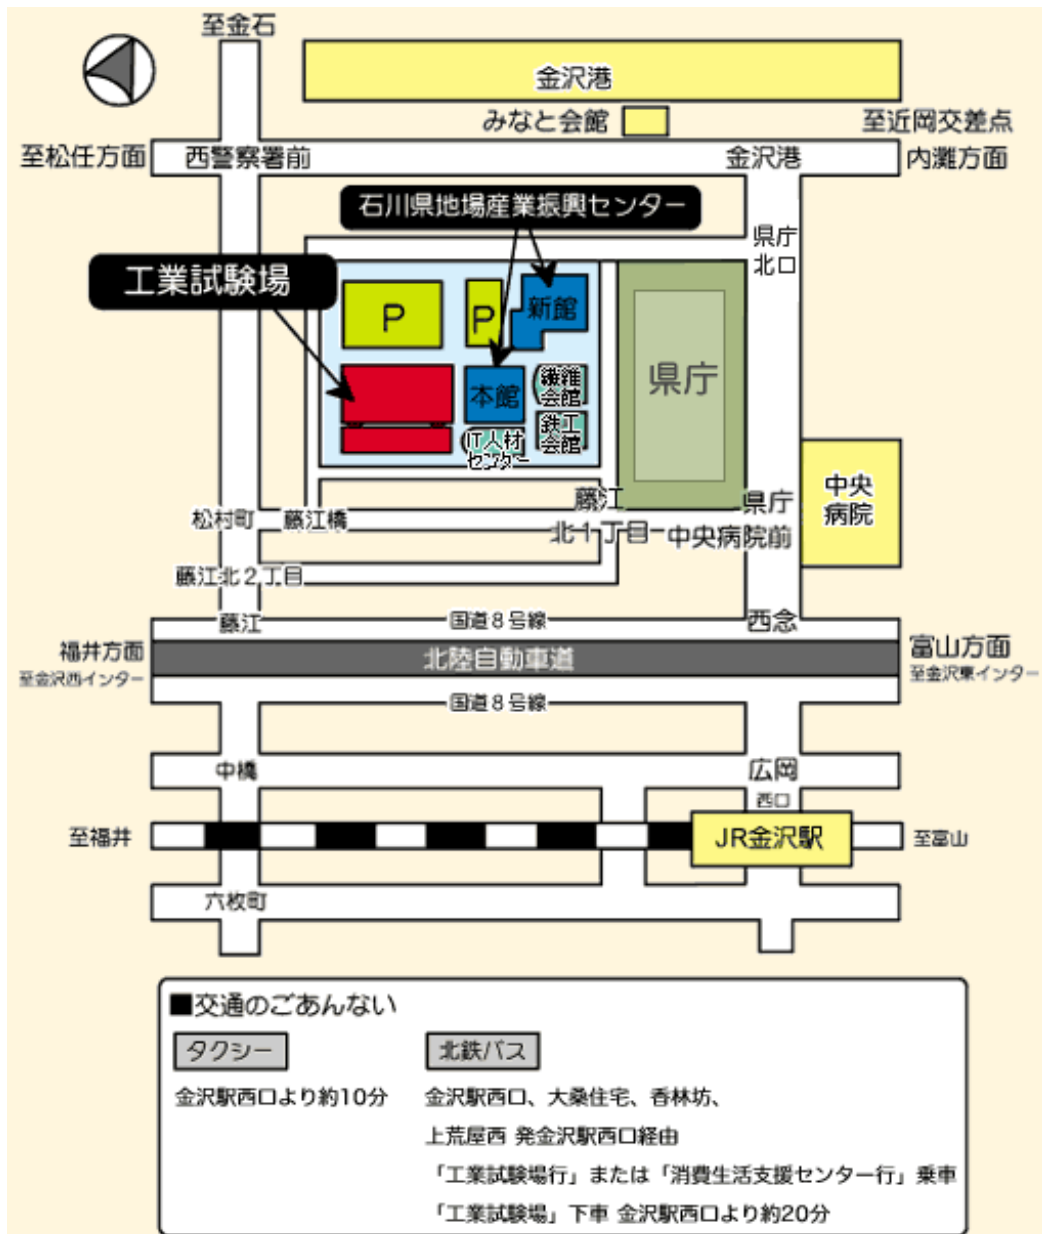 至金石
金沢港
みなと会館
至近岡交差点
至松任方面
西警察署前
金沢港
内灘方面
石川県地場産業振興センター
県庁
北口
工業試験場
P
P
新館
県庁
本館
繊維
会館
鉄工
会館
IT人材
センター
中央
病院
藤江
北1丁目
県庁
中央病院前
松村町
藤江橋
藤江北2丁目
藤江
国道8号線
西念
福井方面
至金沢西インター
北陸自動車道
富山方面
至金沢東インター
国道8号線
中橋
広岡
西口
至福井
JR金沢駅
至富山
六枚町
■交通のごあんない
タクシー
北鉄バス
金沢駅西口より約10分
金沢駅西口、大桑住宅、香林坊、
上荒屋西 発金沢駅西口経由
「工業試験場行」または「消費生活支援センター行」乗車
「工業試験場」下車 金沢駅西口より約20分